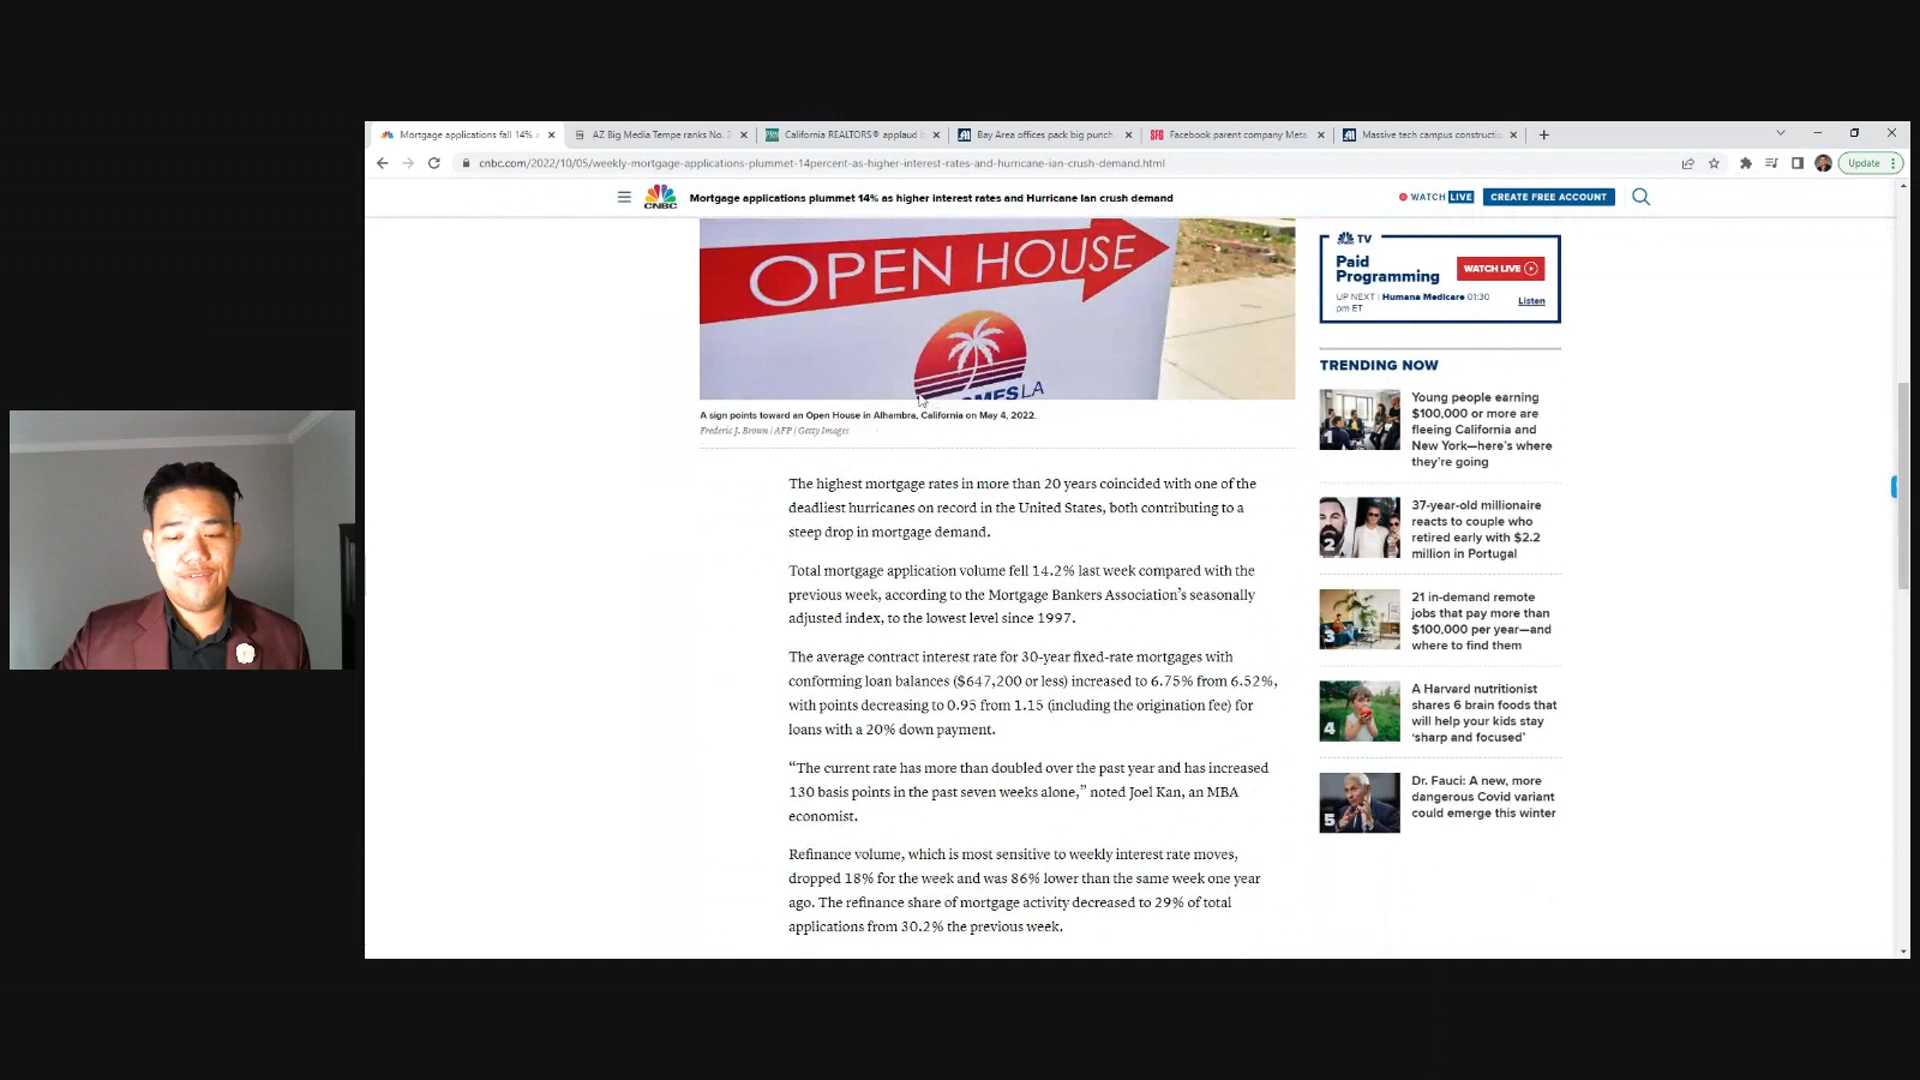 Mortgage applications fall 14% a
AZ Big Media Tempe ranks No. 2
California REALTORS® applaud
Bay Area offices pack big punch
Facebook parent company Meta
Massive tech campus constructi
cnbc.com/2022/10/05/weekly-mortgage-applications-plummet-14percent-as-higher-interest-rates-and-hurricane-ian-crush-demand.html
Update
CNBC
Mortgage applications plummet 14% as higher interest rates and Hurricane Ian crush demand
WATCH LIVE
CREATE FREE ACCOUNT
OPEN HOUSE
LA
A sign points toward an Open House in Alhambra, California on May 4, 2022.
Frederic J. Brown | AFP | Getty Images
The highest mortgage rates in more than 20 years coincided with one of the
deadliest hurricanes on record in the United States, both contributing to a
steep drop in mortgage demand.
Total mortgage application volume fell 14.2% last week compared with the
previous week, according to the Mortgage Bankers Association’s seasonally
adjusted index, to the lowest level since 1997.
The average contract interest rate for 30-year fixed-rate mortgages with
conforming loan balances ($647,200 or less) increased to 6.75% from 6.52%,
with points decreasing to 0.95 from 1.15 (including the origination fee) for
loans with a 20% down payment.
“The current rate has more than doubled over the past year and has increased
130 basis points in the past seven weeks alone,” noted Joel Kan, an MBA
economist.
Refinance volume, which is most sensitive to weekly interest rate moves,
dropped 18% for the week and was 86% lower than the same week one year
ago. The refinance share of mortgage activity decreased to 29% of total
applications from 30.2% the previous week.
TV
Paid
Programming
WATCH LIVE
UP NEXT | Humana Medicare 01:30
pm ET
Listen
TRENDING NOW
1
Young people earning
$100,000 or more are
fleeing California and
New York—here’s where
they’re going
2
37-year-old millionaire
reacts to couple who
retired early with $2.2
million in Portugal
3
21 in-demand remote
jobs that pay more than
$100,000 per year—and
where to find them
4
A Harvard nutritionist
shares 6 brain foods that
will help your kids stay
‘sharp and focused’
5
Dr. Fauci: A new, more
dangerous Covid variant
could emerge this winter